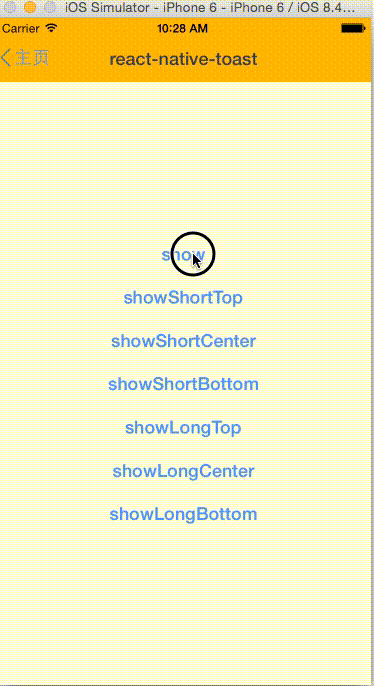 iOS Simulator - iPhone 6 - iPhone 6 / iOS 8.4...
Carrier 10:28 AM
主页 react-native-toast
show
showShortTop
showShortCenter
showShortBottom
showLongTop
showLongCenter
showLongBottom